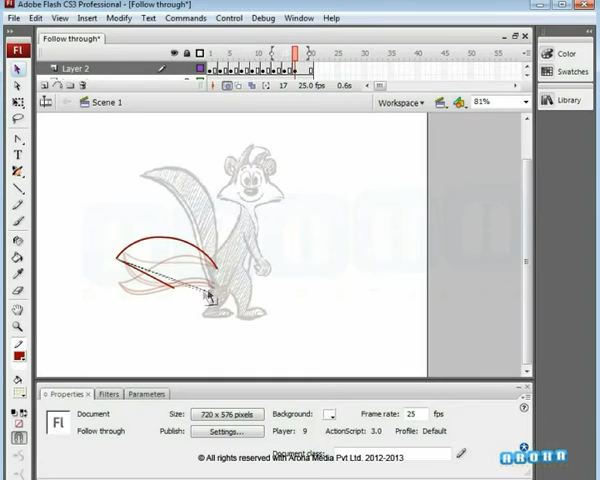 Adobe Flash CS3 Professional - [Follow through*]
File Edit View Insert Modify Text Commands Control Debug Window Help
Follow through*
1 5 10 20 25 30 35 40 45 50 55
Layer 2
17 25.0 fps 0.6s
Scene 1 Workspace 81%
Fl
T
Color
Swatches
Library
Properties × Filters Parameters
Fl
Document Size: 720 x 576 pixels Background: Frame rate: 25 fps
Follow through Publish: Settings... Player: 9 ActionScript: 3.0 Profile: Default
Document class:
© All rights reserved with Arona Media Pvt Ltd. 2012-2013
ARONA